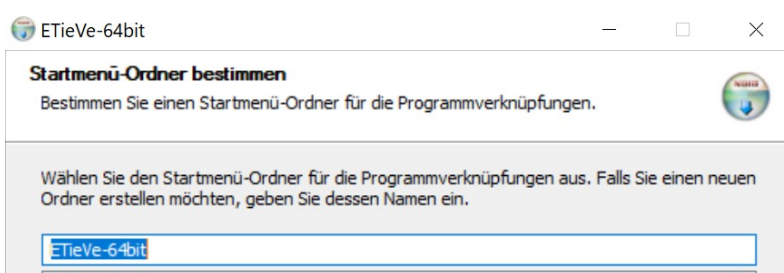 ETieVe-64bit
Startmenü-Ordner bestimmen
Bestimmen Sie einen Startmenü-Ordner für die Programmverknüpfungen.
Wählen Sie den Startmenü-Ordner für die Programmverknüpfungen aus. Falls Sie einen neuen
Ordner erstellen möchten, geben Sie dessen Namen ein.
ETieVe-64bit